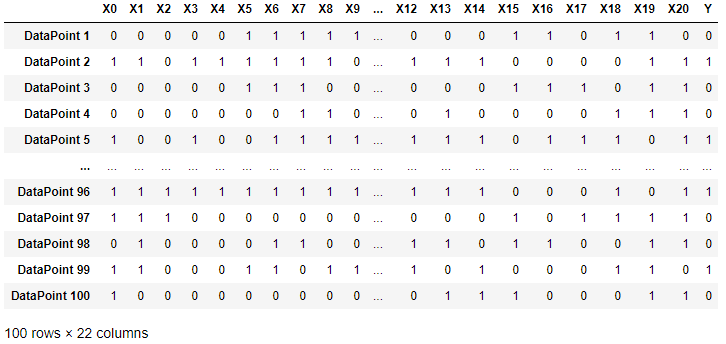 X0 X1 X2 X3 X4 X5 X6 X7 X8 X9 ... X12 X13 X14 X15 X16 X17 X18 X19 X20 Y
DataPoint 1 0 0 0 0 0 1 1 1 1 1 ... 0 0 0 1 1 0 1 1 0 0
DataPoint 2 1 1 0 1 1 1 1 1 1 0 ... 1 1 1 0 0 0 0 1 1 1
DataPoint 3 0 0 0 0 0 1 1 1 0 0 ... 0 0 0 1 1 1 0 1 1 0
DataPoint 4 0 0 0 0 0 0 0 1 1 0 ... 0 1 0 0 0 0 1 1 1 0
DataPoint 5 1 0 0 1 0 0 1 1 1 1 ... 1 1 1 0 1 1 1 0 1 1
... ... ... ... ... ... ... ... ... ... ... ... ... ... ... ... ... ... ... ... ... ...
DataPoint 96 1 1 1 1 1 1 1 1 1 1 ... 1 1 1 0 0 0 1 0 1 1
DataPoint 97 1 1 1 0 0 0 0 0 0 0 ... 0 0 0 1 0 1 1 1 1 0
DataPoint 98 0 1 0 0 0 0 1 1 0 0 ... 1 1 0 1 1 0 0 1 1 0
DataPoint 99 1 1 0 0 0 1 1 0 1 1 ... 1 0 1 0 0 0 1 1 0 1
DataPoint 100 1 0 0 0 0 0 0 0 0 0 ... 0 1 1 1 0 0 0 1 1 0
100 rows × 22 columns